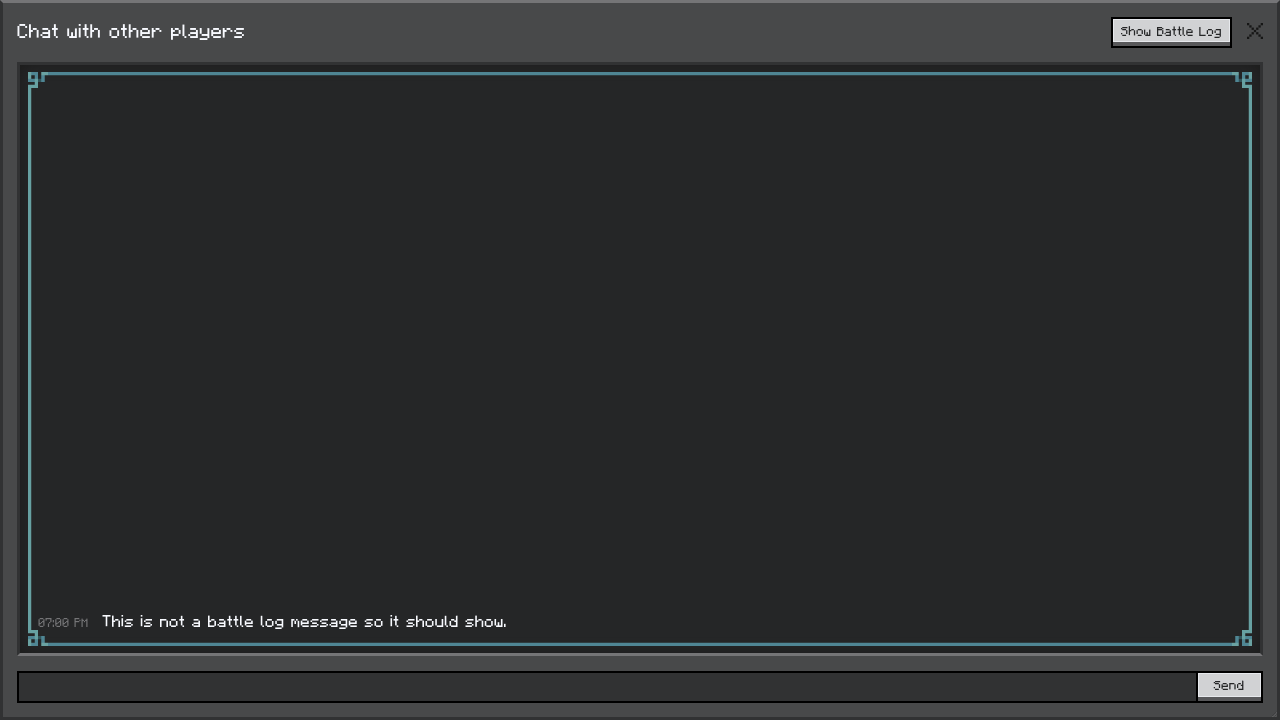 Chat with other players
Show Battle Log
07:00 PM This is not a battle log message so it should show.
Send